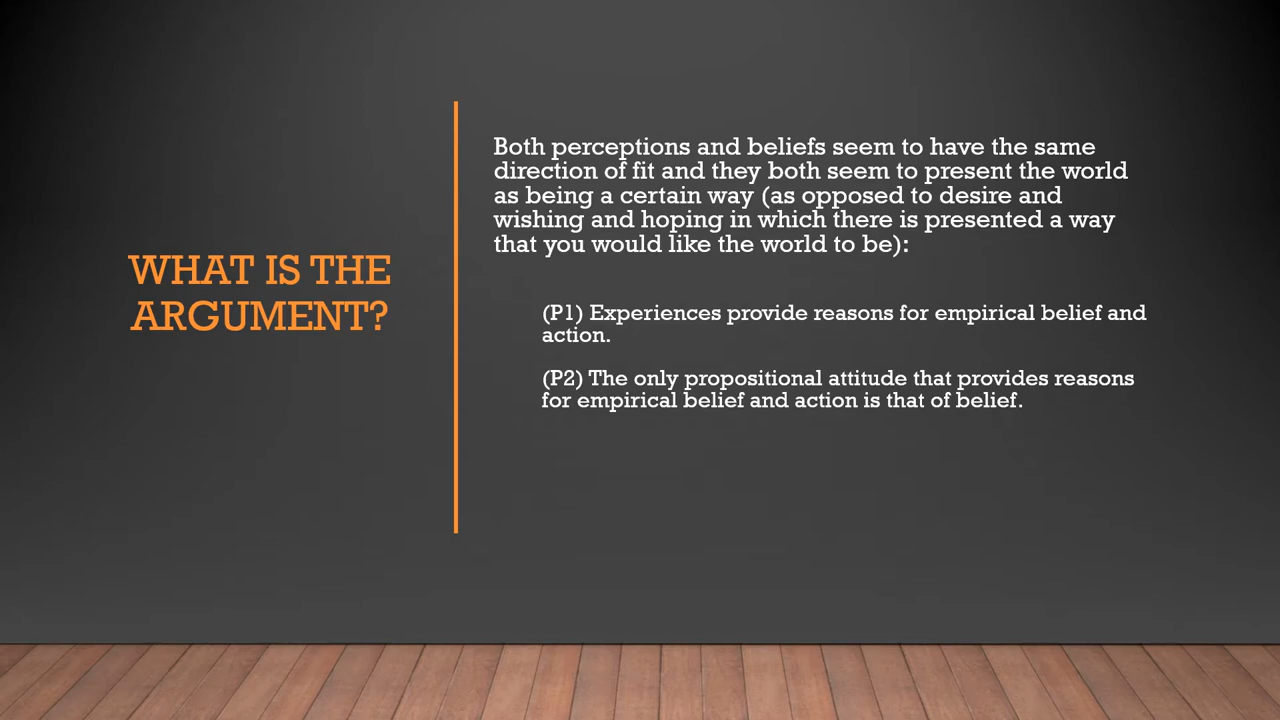 WHAT IS THE
ARGUMENT?
Both perceptions and beliefs seem to have the same
direction of fit and they both seem to present the world
as being a certain way (as opposed to desire and
wishing and hoping in which there is presented a way
that you would like the world to be):
(P1) Experiences provide reasons for empirical belief and
action.
(P2) The only propositional attitude that provides reasons
for empirical belief and action is that of belief.